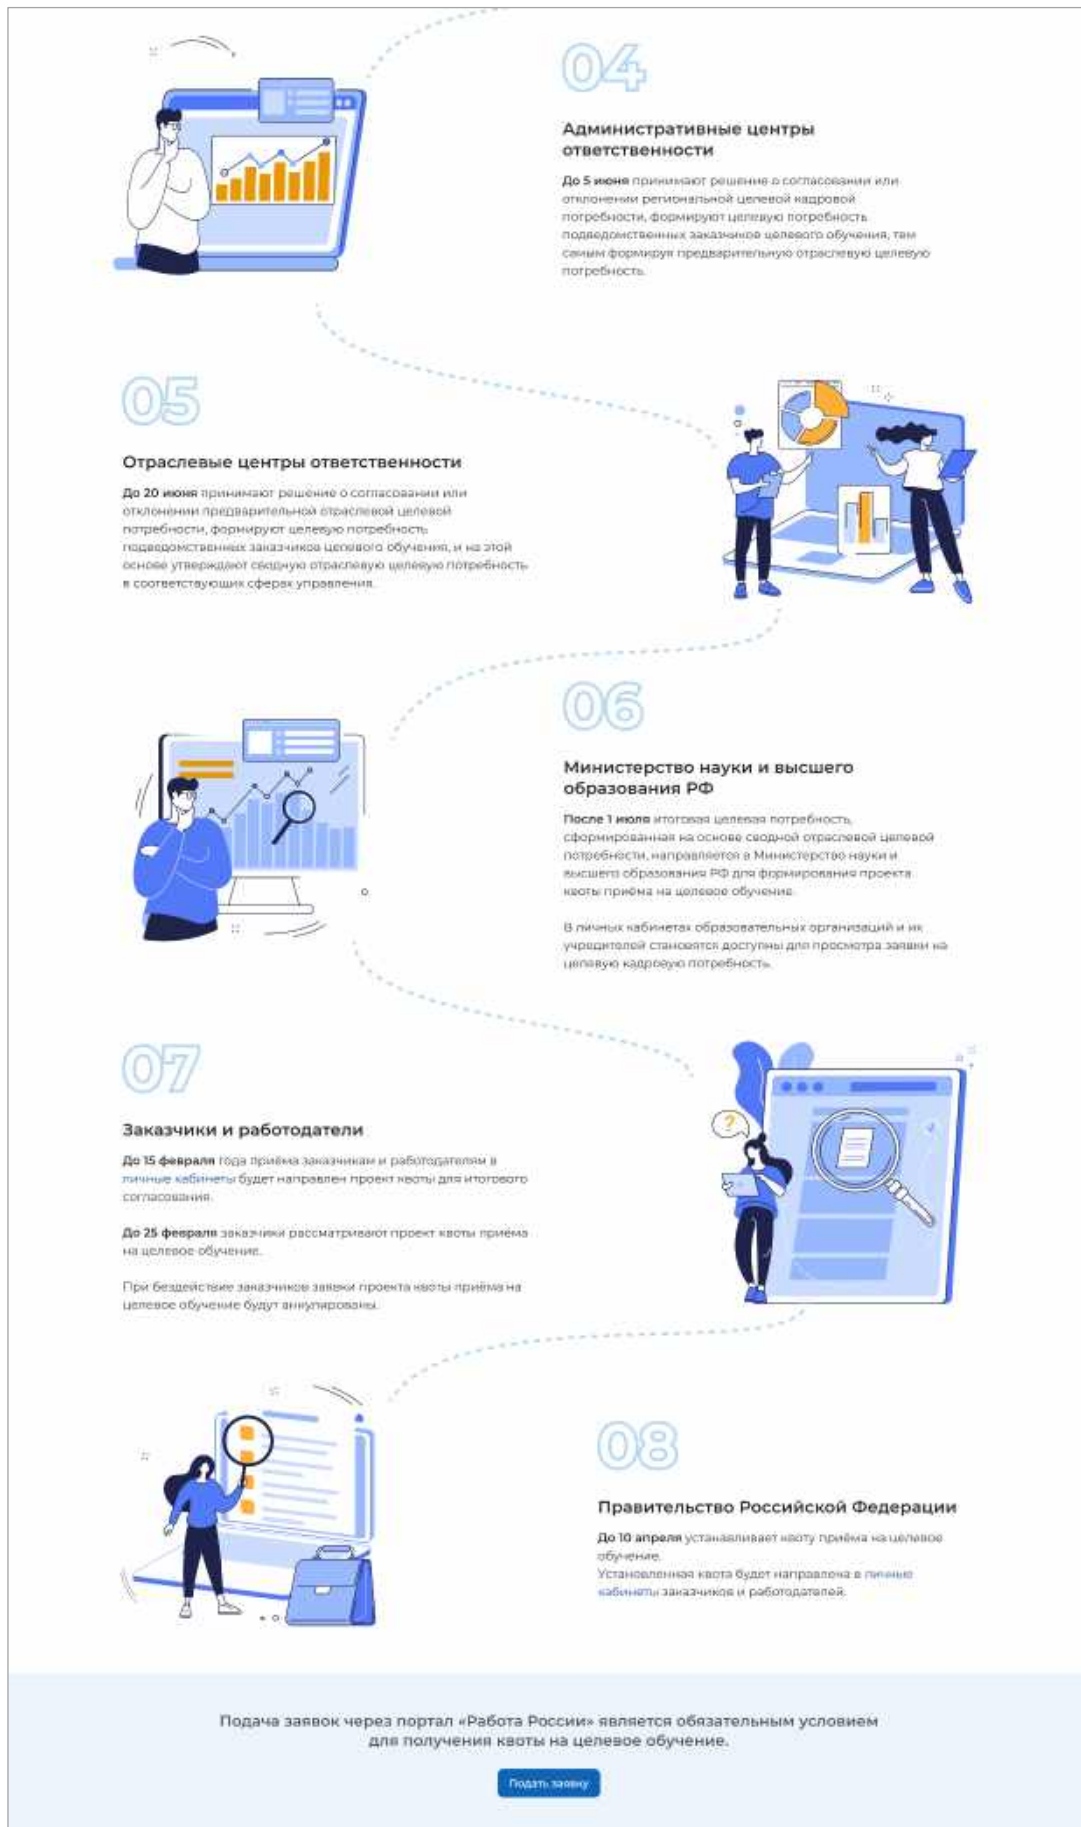 04
Административные центры
ответственности
До 5 июня принимают решение о согласовании или
отклонении региональной целевой кадровой
потребности, формируют целевую потребность
подведомственных заказчиков целевого обучения, тем
самым формируя предварительную отраслевую целевую
потребность.
05
Отраслевые центры ответственности
До 20 июня принимают решение о согласовании или
отклонении предварительной отраслевой целевой
потребности, формируют целевую потребность
подведомственных заказчиков целевого обучения, и на этой
основе утверждают сводную отраслевую целевую потребность
в соответствующих сферах управления.
06
Министерство науки и высшего
образования РФ
После 1 июля итоговая целевая потребность,
сформированная на основе сводной отраслевой целевой
потребности, направляется в Министерство науки и
высшего образования РФ для формирования проекта
квоты приёма на целевое обучение.
В личных кабинетах образовательных организаций и их
учредителей становятся доступны для просмотра заявки на
целевую кадровую потребность.
07
Заказчики и работодатели
До 15 февраля года приёма заказчикам и работодателям в
личные кабинеты будет направлен проект квоты для итогового
согласования.
До 25 февраля заказчики рассматривают проект квоты приёма
на целевое обучение.
При бездействие заказчиков заявки проекта квоты приёма на
целевое обучение будут аннулированы.
?
08
Правительство Российской Федерации
До 10 апреля устанавливает квоту приёма на целевое
обучение.
Установленная квота будет направлена в личные
кабинеты заказчиков и работодателей.
Подача заявок через портал «Работа России» является обязательным условием
для получения квоты на целевое обучение.
Подать заявку